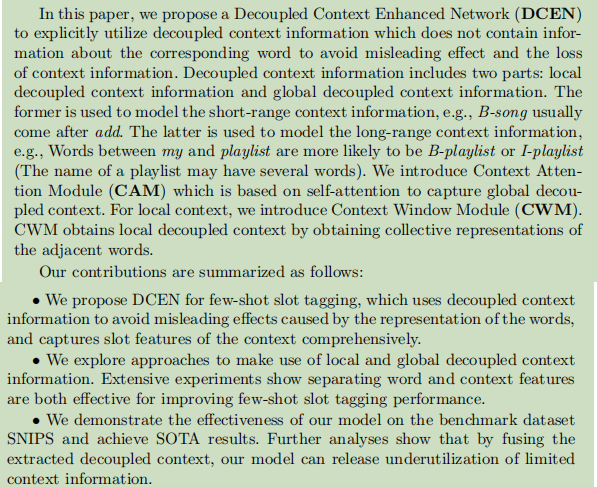 In this paper, we propose a Decoupled Context Enhanced Network (DCEN)
to explicitly utilize decoupled context information which does not contain infor-
mation about the corresponding word to avoid misleading effect and the loss
of context information. Decoupled context information includes two parts: local
decoupled context information and global decoupled context information. The
former is used to model the short-range context information, e.g., B-song usually
come after add. The latter is used to model the long-range context information,
e.g., Words between my and playlist are more likely to be B-playlist or I-playlist
(The name of a playlist may have several words). We introduce Context Atten-
tion Module (CAM) which is based on self-attention to capture global decou-
pled context. For local context, we introduce Context Window Module (CWM).
CWM obtains local decoupled context by obtaining collective representations of
the adjacent words.
Our contributions are summarized as follows:
• We propose DCEN for few-shot slot tagging, which uses decoupled context
information to avoid misleading effects caused by the representation of the words,
and captures slot features of the context comprehensively.
• We explore approaches to make use of local and global decoupled context
information. Extensive experiments show separating word and context features
are both effective for improving few-shot slot tagging performance.
• We demonstrate the effectiveness of our model on the benchmark dataset
SNIPS and achieve SOTA results. Further analyses show that by fusing the
extracted decoupled context, our model can release underutilization of limited
context information.